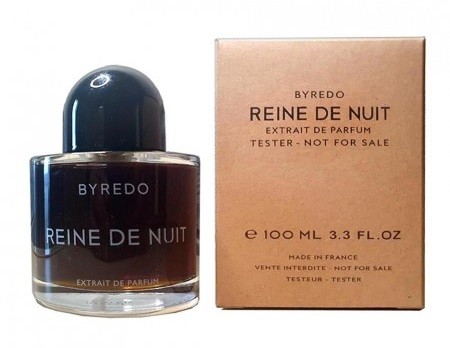 BYREDO
REINE DE NUIT
EXTRAIT DE PARFUM
BYREDO
REINE DE NUIT
EXTRAIT DE PARFUM
TESTER - NOT FOR SALE
e 100 ML 3.3 FL.OZ
MADE IN FRANCE
VENTE INTERDITE - NOT FOR SALE
TESTEUR - TESTER